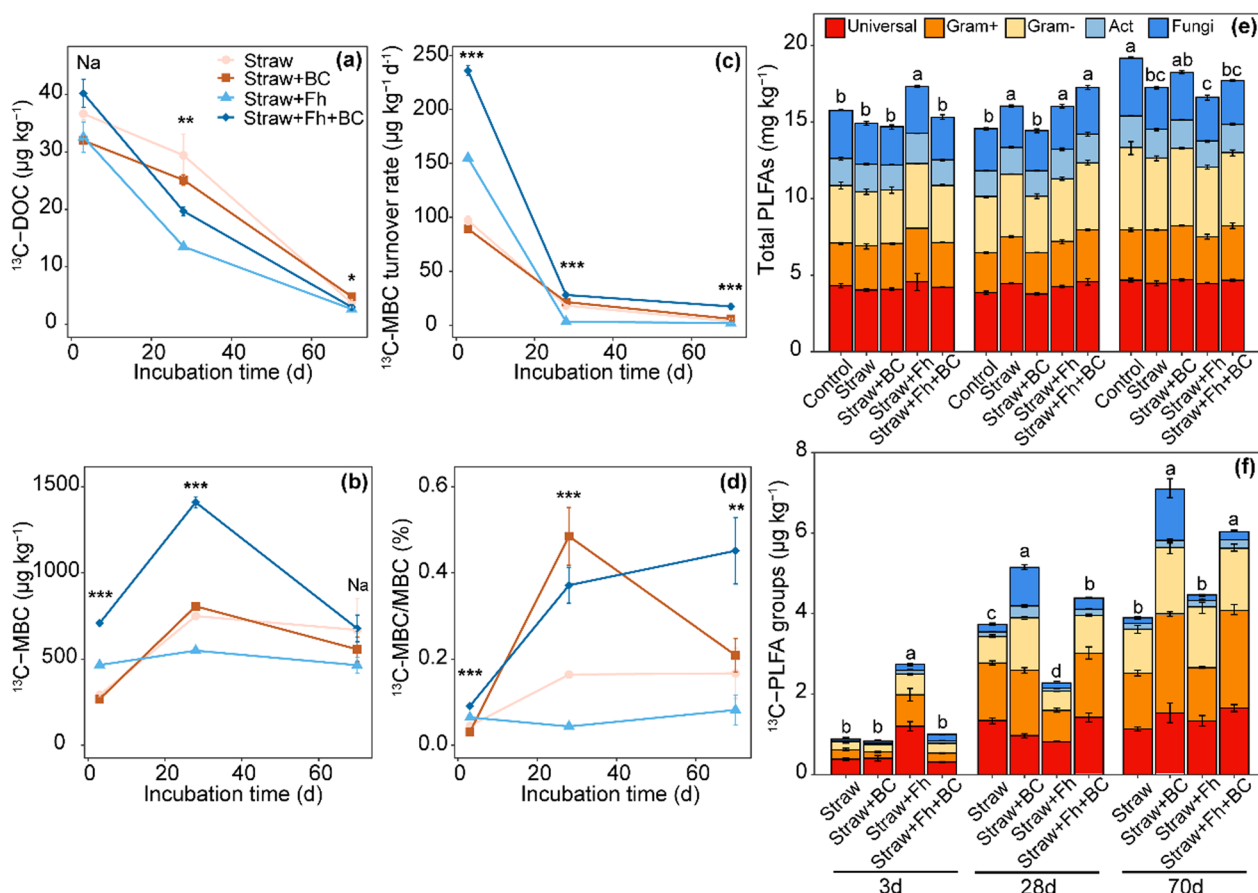 (a)
Na
Straw
Straw+BC
Straw+Fh
Straw+Fh+BC
**
*
¹³C−DOC (µg kg⁻¹)
40
30
20
10
0
0 20 40 60
Incubation time (d)
(c)
***
***
***
¹³C−MBC turnover rate (µg kg⁻¹ d⁻¹)
250
200
150
100
50
0
0 20 40 60
Incubation time (d)
(e)
Universal Gram+ Gram- Act Fungi
Total PLFAs (mg kg⁻¹)
20
15
10
5
0
b b b a b
b a b a a
a bc ab c bc
Control Straw Straw+BC Straw+Fh Straw+Fh+BC
Control Straw Straw+BC Straw+Fh Straw+Fh+BC
Control Straw Straw+BC Straw+Fh Straw+Fh+BC
(b)
***
***
Na
¹³C−MBC (µg kg⁻¹)
1500
1000
500
0
0 20 40 60
Incubation time (d)
(d)
***
***
**
¹³C−MBC/MBC (%)
0.6
0.4
0.2
0.0
0 20 40 60
Incubation time (d)
(f)
¹³C−PLFA groups (µg kg⁻¹)
8
6
4
2
0
b b a b
c a d b
b a b a
Straw Straw+BC Straw+Fh Straw+Fh+BC
Straw Straw+BC Straw+Fh Straw+Fh+BC
Straw Straw+BC Straw+Fh Straw+Fh+BC
3d 28d 70d